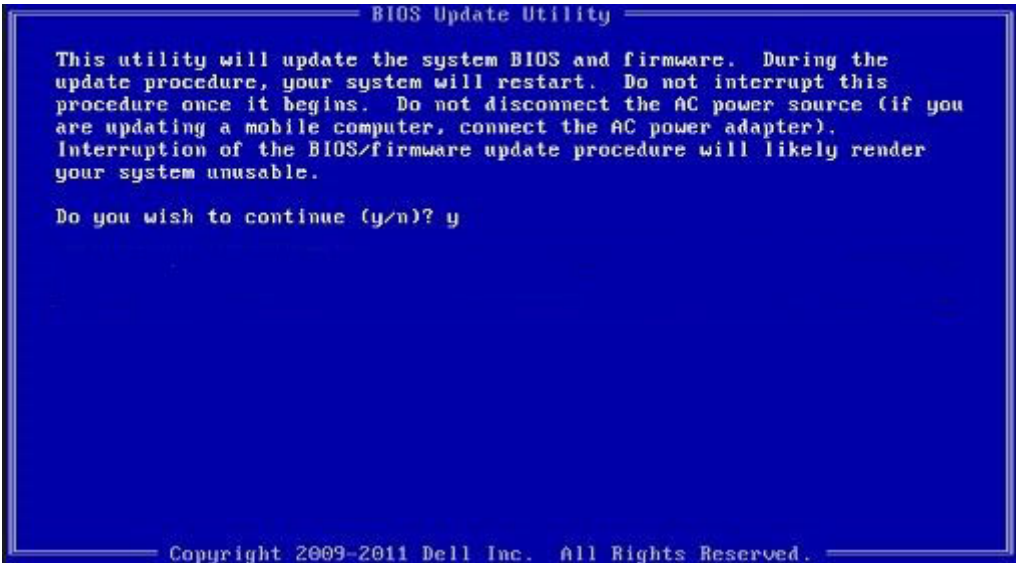 BIOS Update Utility
This utility will update the system BIOS and firmware.  During the
update procedure, your system will restart.  Do not interrupt this
procedure once it begins.  Do not disconnect the AC power source (if you
are updating a mobile computer, connect the AC power adapter).
Interruption of the BIOS/firmware update procedure will likely render
your system unusable.
Do you wish to continue (y/n)? y
Copyright 2009-2011 Dell Inc.  All Rights Reserved.